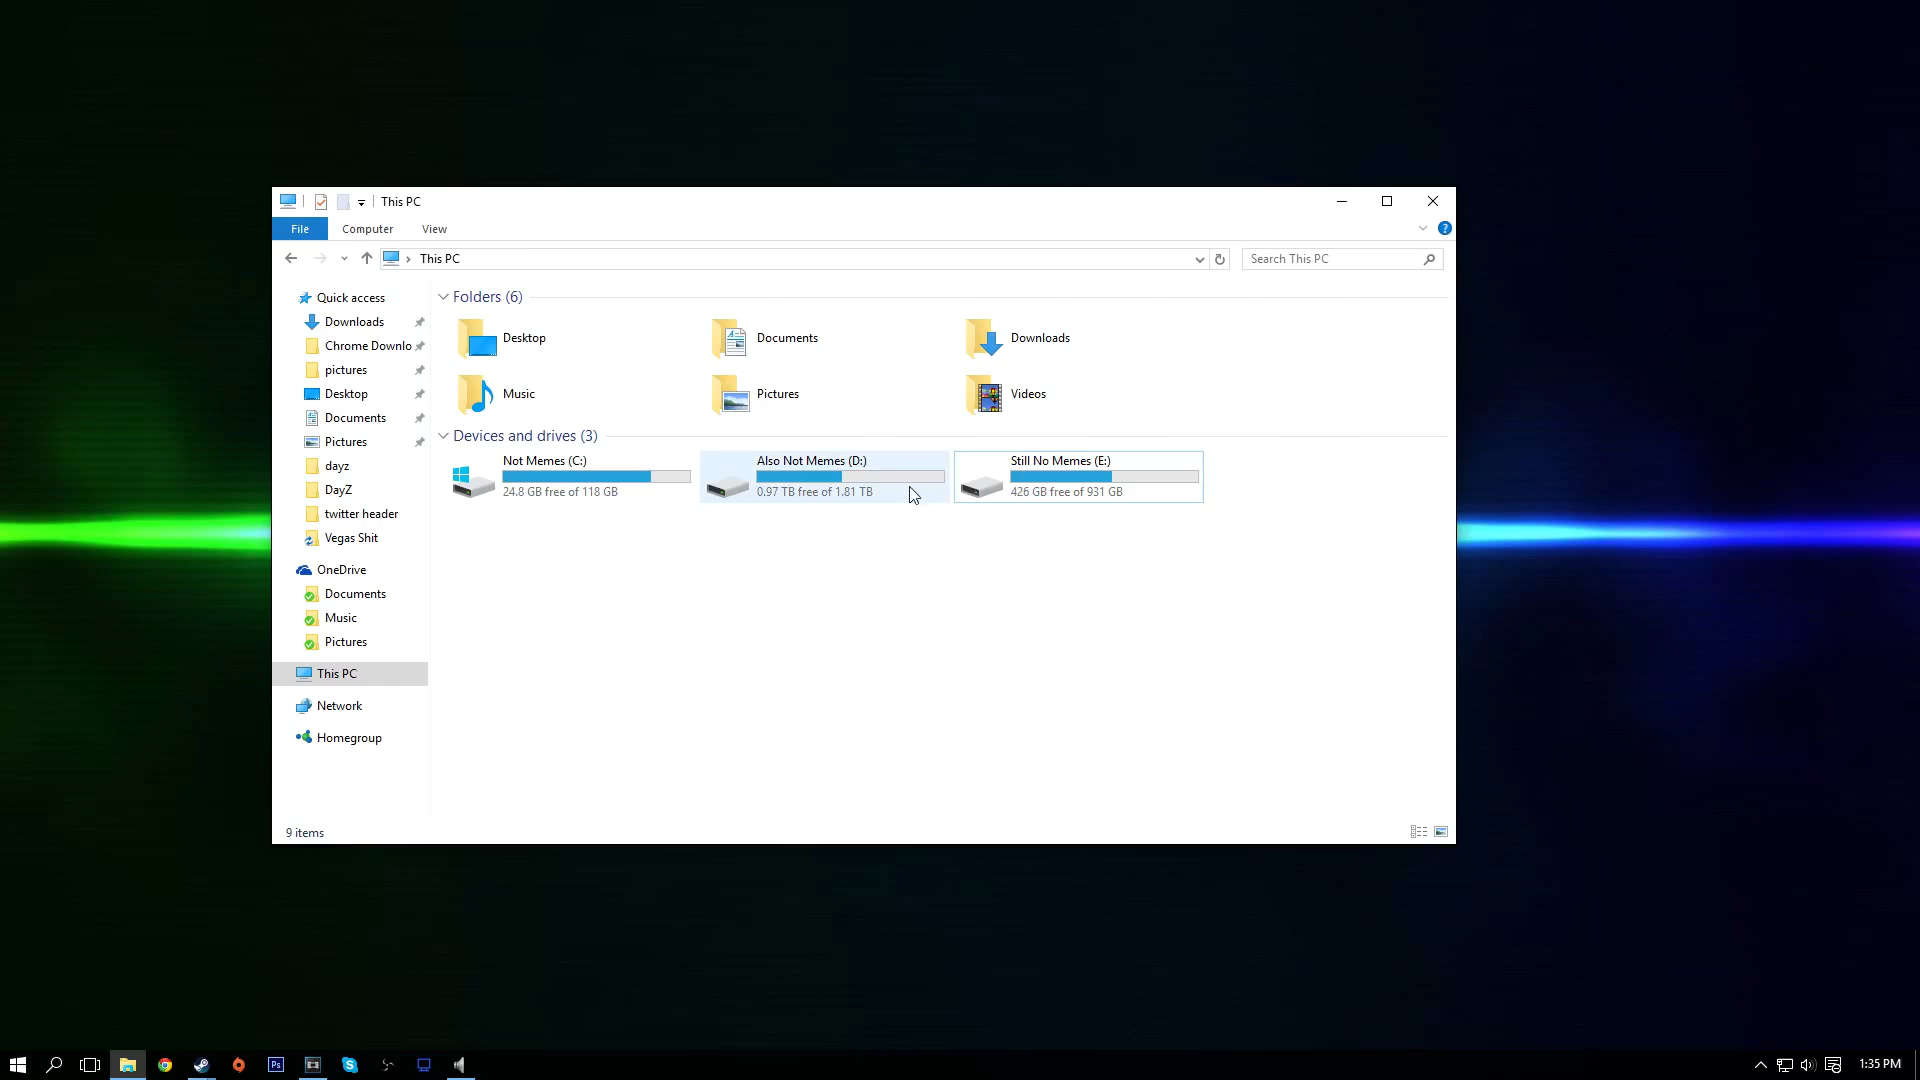 This PC
File Computer View
This PC
Search This PC
Quick access
Downloads
Chrome Downlo
pictures
Desktop
Documents
Pictures
dayz
DayZ
twitter header
Vegas Shit
OneDrive
Documents
Music
Pictures
This PC
Network
Homegroup
Folders (6)
Desktop Documents Downloads
Music Pictures Videos
Devices and drives (3)
Not Memes (C:)
24.8 GB free of 118 GB
Also Not Memes (D:)
0.97 TB free of 1.81 TB
Still No Memes (E:)
426 GB free of 931 GB
9 items
Ps
1:35 PM